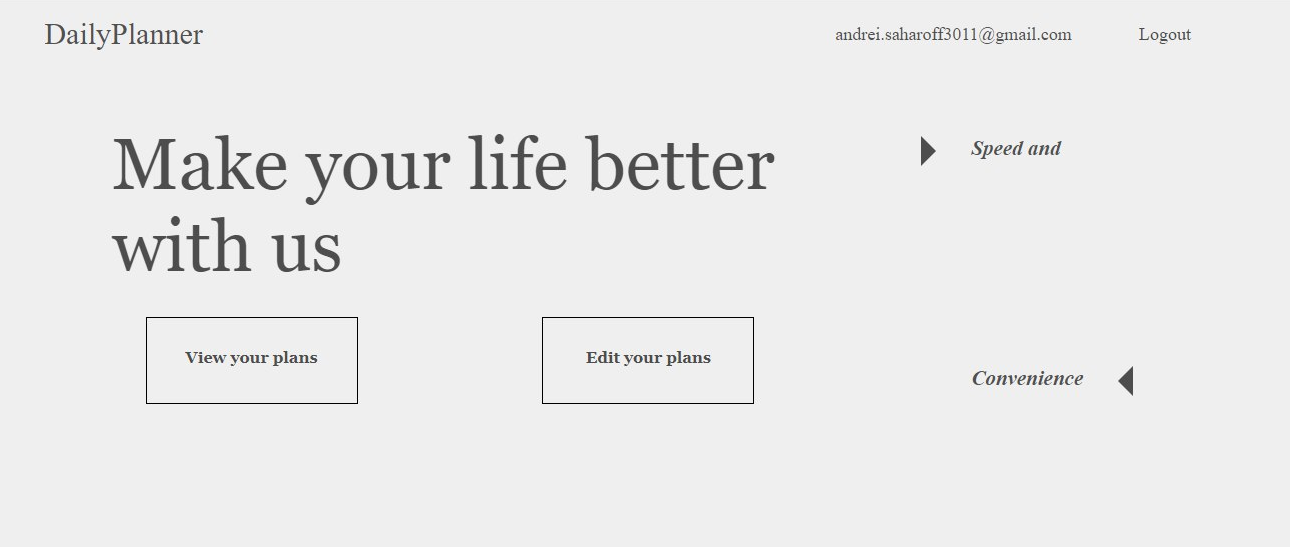 DailyPlanner
andrei.saharoff3011@gmail.com
Logout
Make your life better
with us
Speed and
View your plans
Edit your plans
Convenience